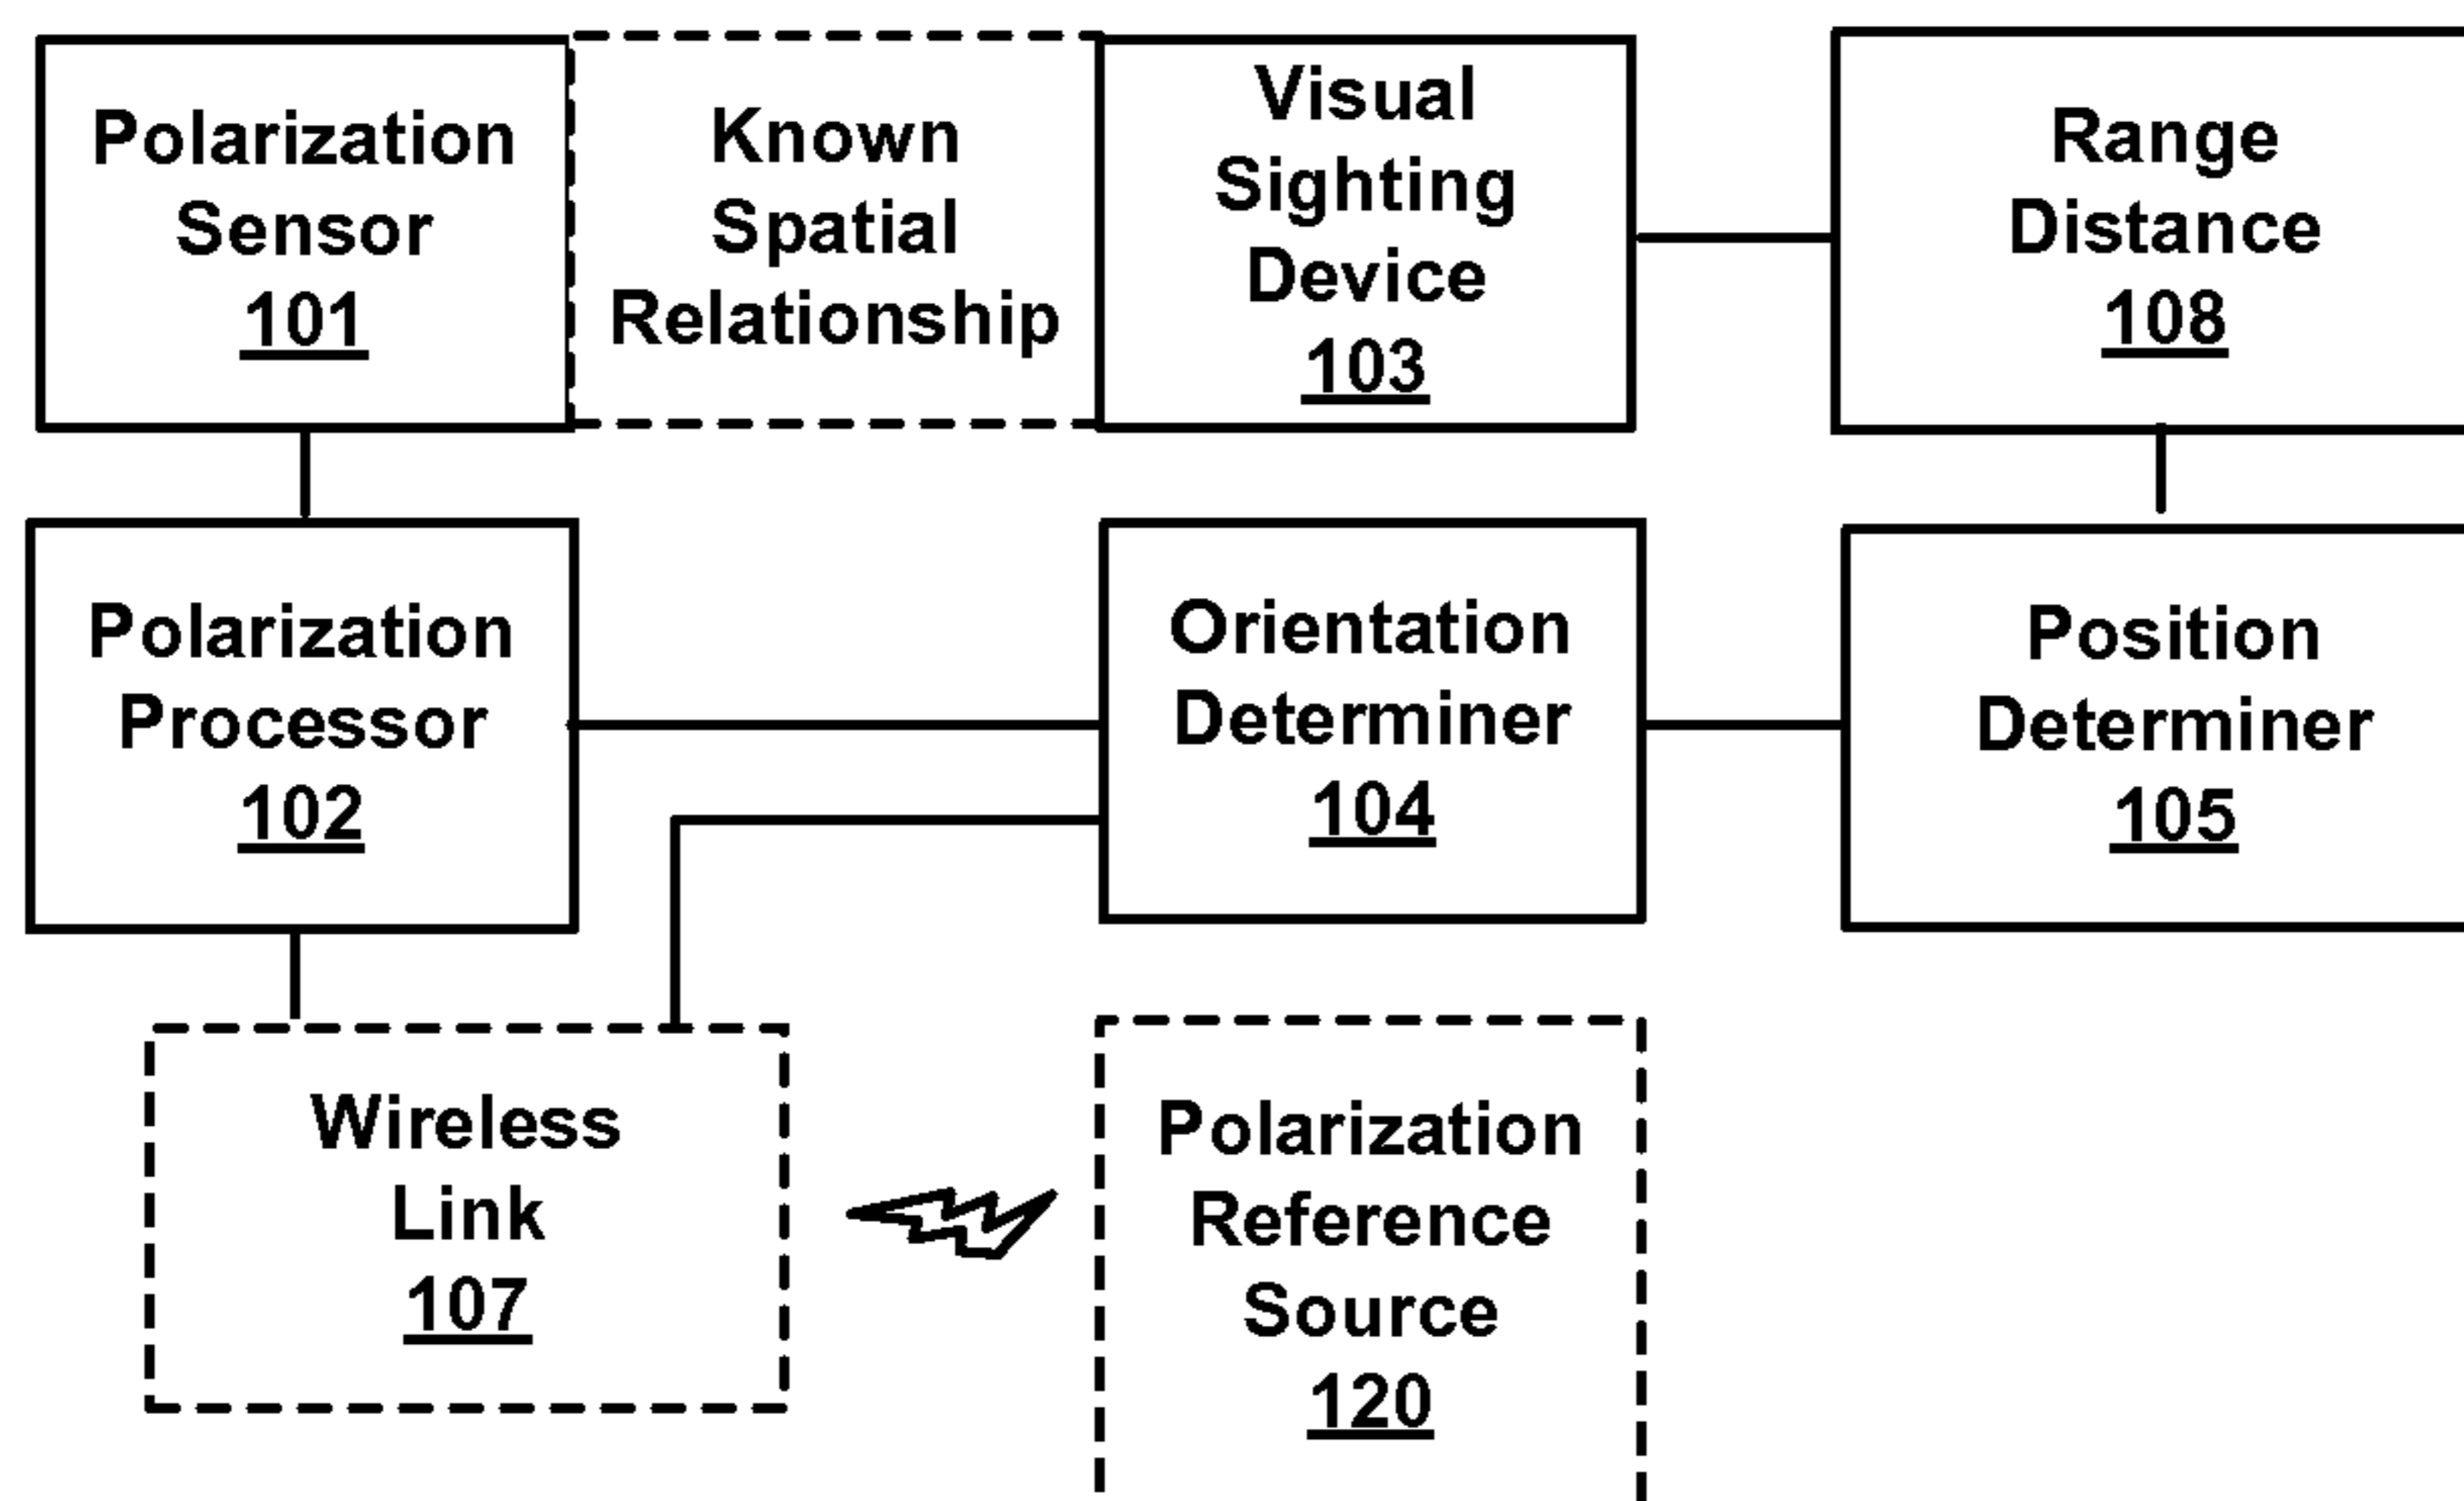 Polarization
Sensor
101
Known
Spatial
Relationship
Visual
Sighting
Device
103
Range
Distance
108
Polarization
Processor
102
Orientation
Determiner
104
Position
Determiner
105
Wireless
Link
107
Polarization
Reference
Source
120